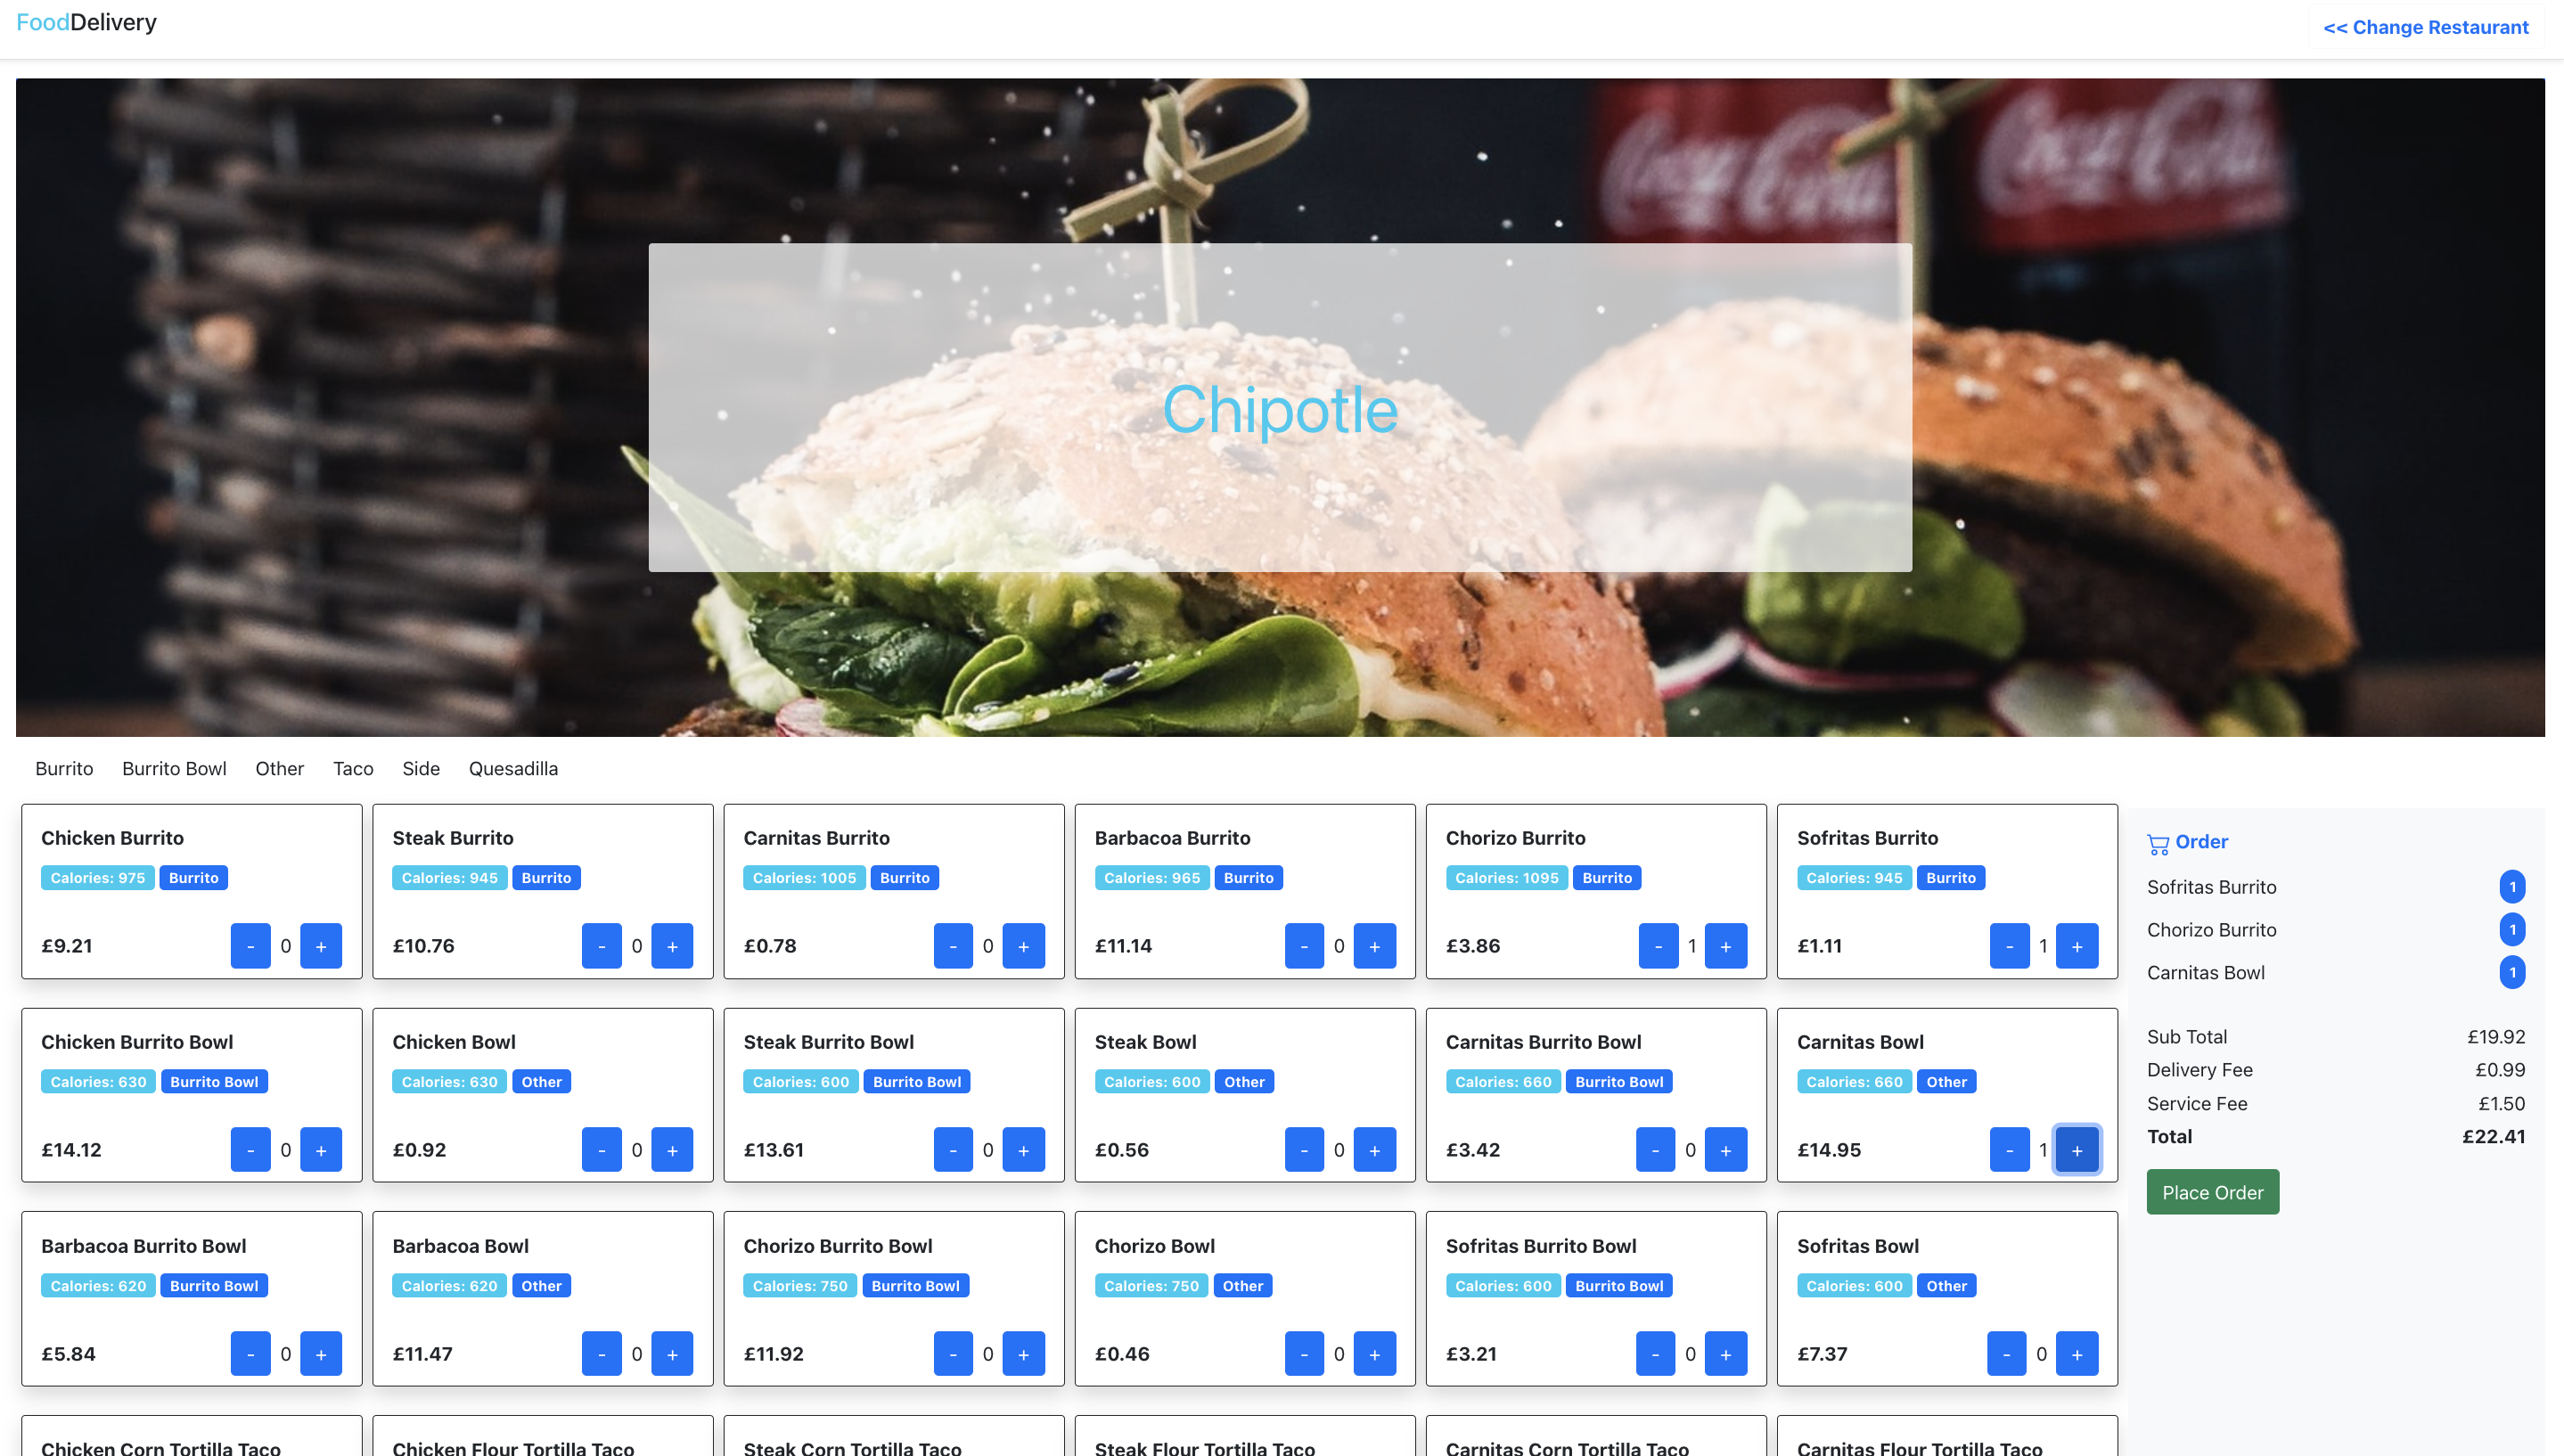 FoodDelivery
<< Change Restaurant
Coca-Cola
Coca-Cola
Chipotle
Burrito Burrito Bowl Other Taco Side Quesadilla
Chicken Burrito
Calories: 975 Burrito
£9.21 - 0 +
Steak Burrito
Calories: 945 Burrito
£10.76 - 0 +
Carnitas Burrito
Calories: 1005 Burrito
£0.78 - 0 +
Barbacoa Burrito
Calories: 965 Burrito
£11.14 - 0 +
Chorizo Burrito
Calories: 1095 Burrito
£3.86 - 1 +
Sofritas Burrito
Calories: 945 Burrito
£1.11 - 1 +
Chicken Burrito Bowl
Calories: 630 Burrito Bowl
£14.12 - 0 +
Chicken Bowl
Calories: 630 Other
£0.92 - 0 +
Steak Burrito Bowl
Calories: 600 Burrito Bowl
£13.61 - 0 +
Steak Bowl
Calories: 600 Other
£0.56 - 0 +
Carnitas Burrito Bowl
Calories: 660 Burrito Bowl
£3.42 - 0 +
Carnitas Bowl
Calories: 660 Other
£14.95 - 1 +
Barbacoa Burrito Bowl
Calories: 620 Burrito Bowl
£5.84 - 0 +
Barbacoa Bowl
Calories: 620 Other
£11.47 - 0 +
Chorizo Burrito Bowl
Calories: 750 Burrito Bowl
£11.92 - 0 +
Chorizo Bowl
Calories: 750 Other
£0.46 - 0 +
Sofritas Burrito Bowl
Calories: 600 Burrito Bowl
£3.21 - 0 +
Sofritas Bowl
Calories: 600 Other
£7.37 - 0 +
Chicken Corn Tortilla Taco
Chicken Flour Tortilla Taco
Steak Corn Tortilla Taco
Steak Flour Tortilla Taco
Carnitas Corn Tortilla Taco
Carnitas Flour Tortilla Taco
Order
Sofritas Burrito 1
Chorizo Burrito 1
Carnitas Bowl 1
Sub Total £19.92
Delivery Fee £0.99
Service Fee £1.50
Total £22.41
Place Order